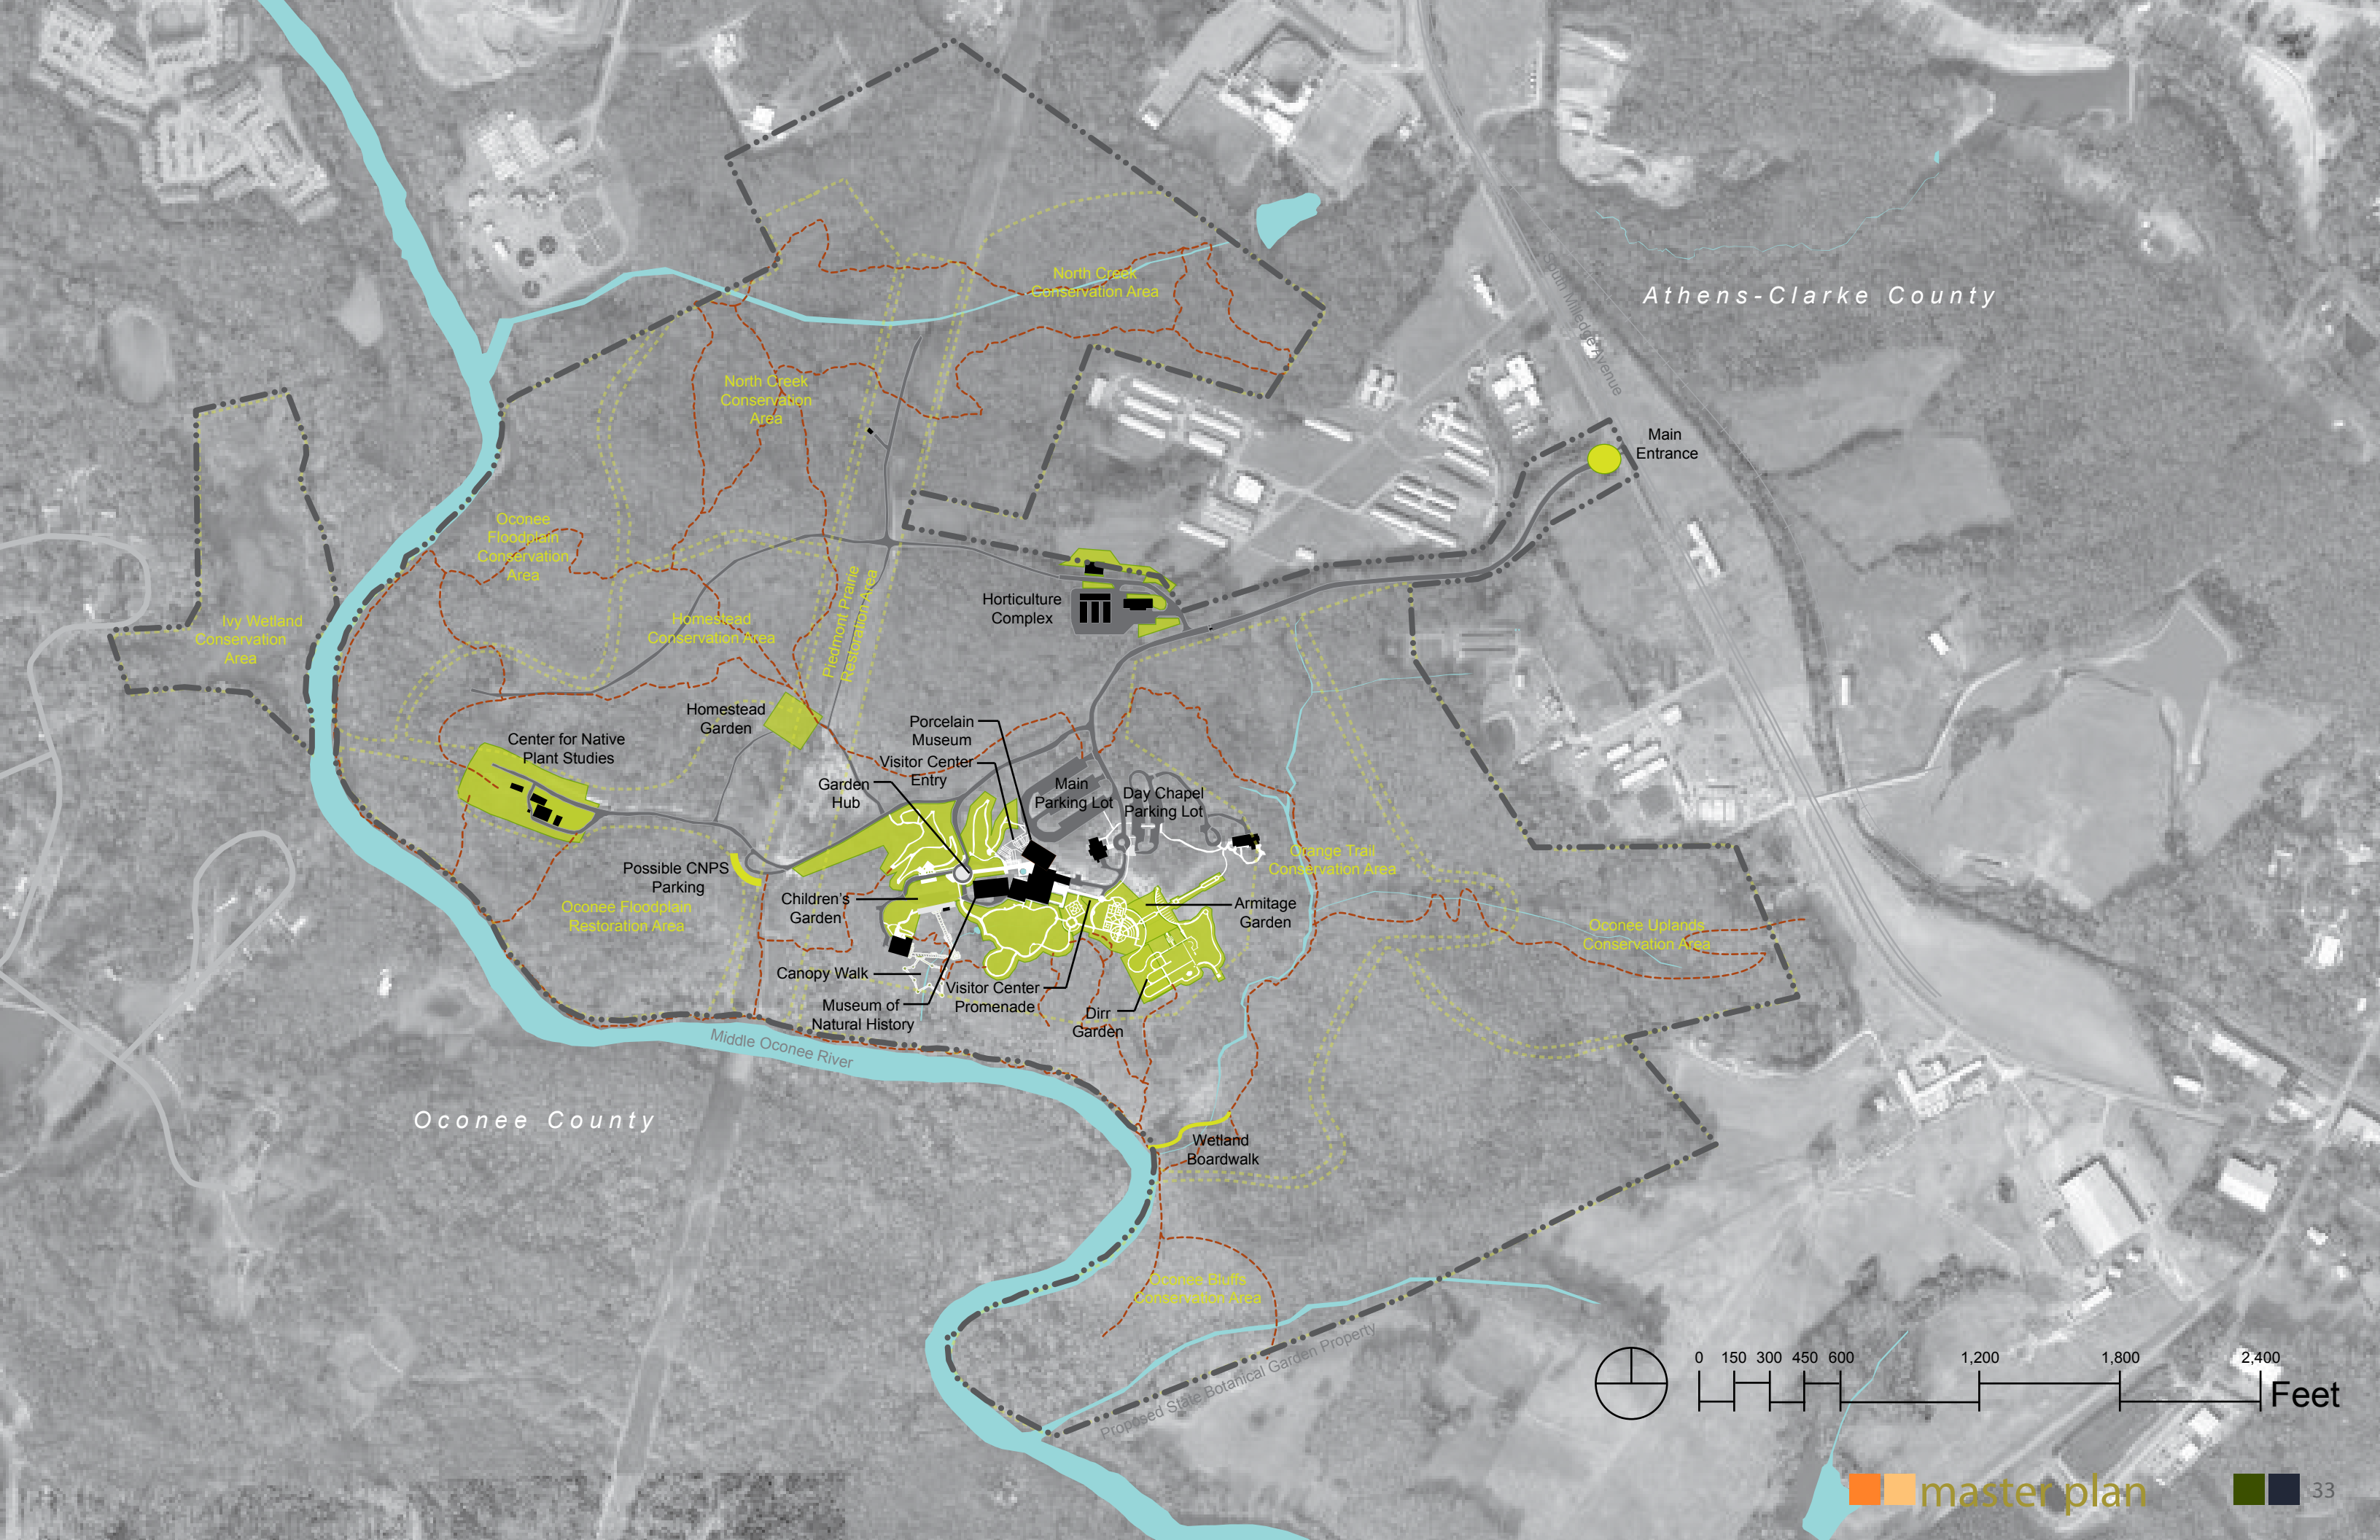 North Creek
Conservation Area
Athens-Clarke County
South Milledge Avenue
North Creek
Conservation
Area
Main
Entrance
Oconee
Floodplain
Conservation
Area
Piedmont Prairie
Restoration Area
Horticulture
Complex
Ivy Wetland
Conservation
Area
Homestead
Conservation Area
Homestead
Garden
Porcelain
Museum
Center for Native
Plant Studies
Visitor Center
Entry
Garden
Hub
Main
Parking Lot
Day Chapel
Parking Lot
Possible CNPS
Parking
Orange Trail
Conservation Area
Children's
Garden
Oconee Floodplain
Restoration Area
Armitage
Garden
Oconee Uplands
Conservation Area
Canopy Walk
Museum of
Natural History
Visitor Center
Promenade
Dirr
Garden
Middle Oconee River
Oconee County
Wetland
Boardwalk
Oconee Bluffs
Conservation Area
Proposed State Botanical Garden Property
0 150 300 450 600 1,200 1,800 2,400
Feet
master plan
33